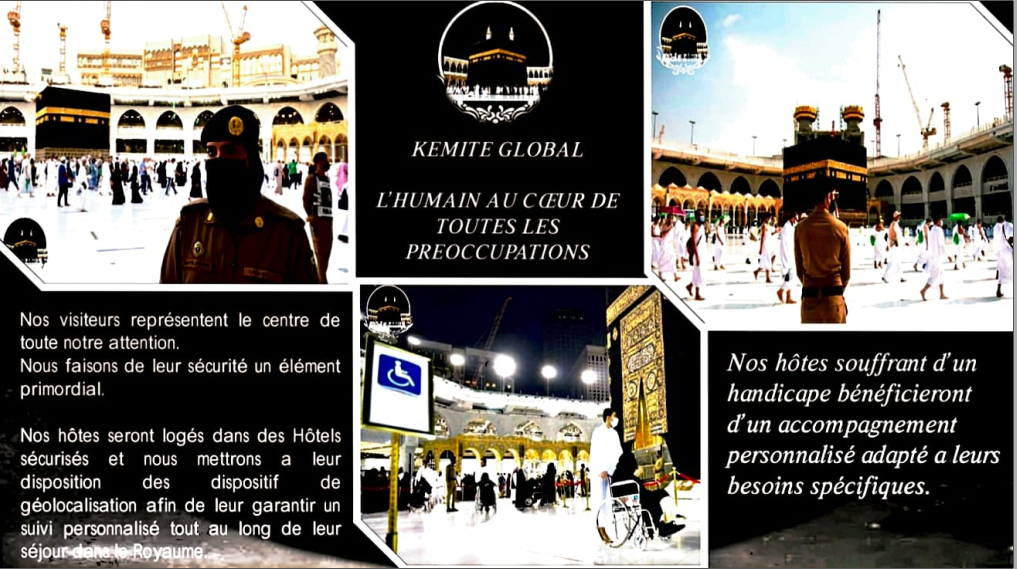 KEMITE GLOBAL
L'HUMAIN AU CŒUR DE
TOUTES LES
PREOCCUPATIONS
Nos visiteurs représentent le centre de
toute notre attention.
Nous faisons de leur sécurité un élément
primordial.
Nos hôtes seront logés dans des Hôtels
sécurisés et nous mettrons a leur
disposition des dispositif de
géolocalisation afin de leur garantir un
suivi personnalisé tout au long de leur
séjour dans le Royaume.
Nos hôtes souffrant d'un
handicape bénéficieront
d'un accompagnement
personnalisé adapté a leurs
besoins spécifiques.